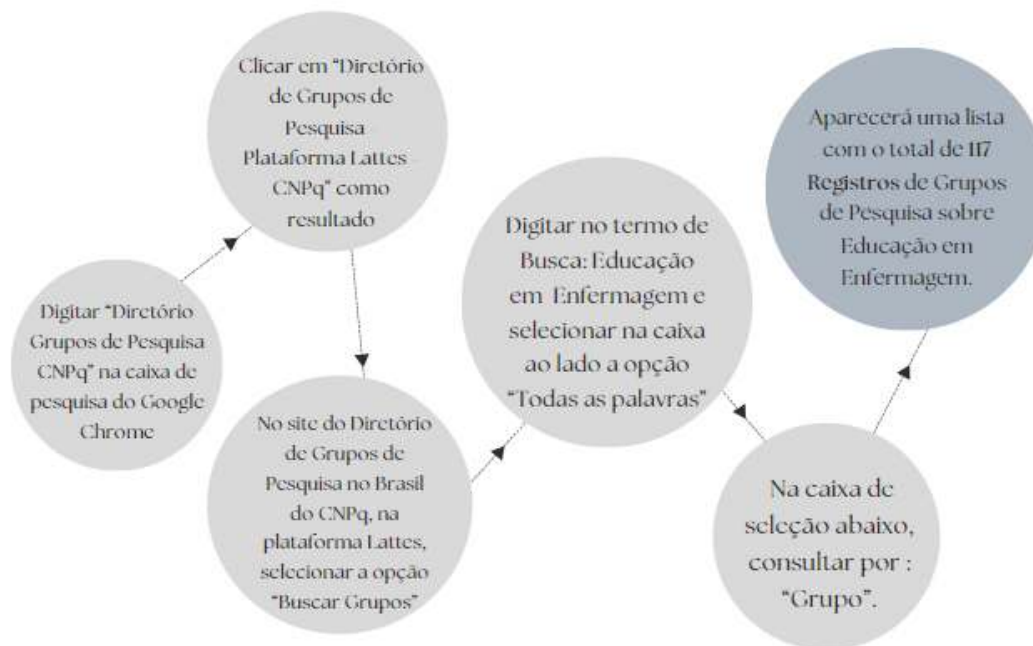 Digitar “Diretório
Grupos de Pesquisa
CNPq” na caixa de
pesquisa do Google
Chrome
Clicar em “Diretório
de Grupos de
Pesquisa
Plataforma Lattes
CNPq” como
resultado
No site do Diretório
de Grupos de
Pesquisa no Brasil
do CNPq, na
plataforma Lattes,
selecionar a opção
“Buscar Grupos”
Digitar no termo de
Busca: Educação
em Enfermagem e
selecionar na caixa
ao lado a opção
“Todas as palavras”
Na caixa de
seleção abaixo,
consultar por :
“Grupo”.
Aparecerá uma lista
com o total de 117
Registros de Grupos
de Pesquisa sobre
Educação em
Enfermagem.